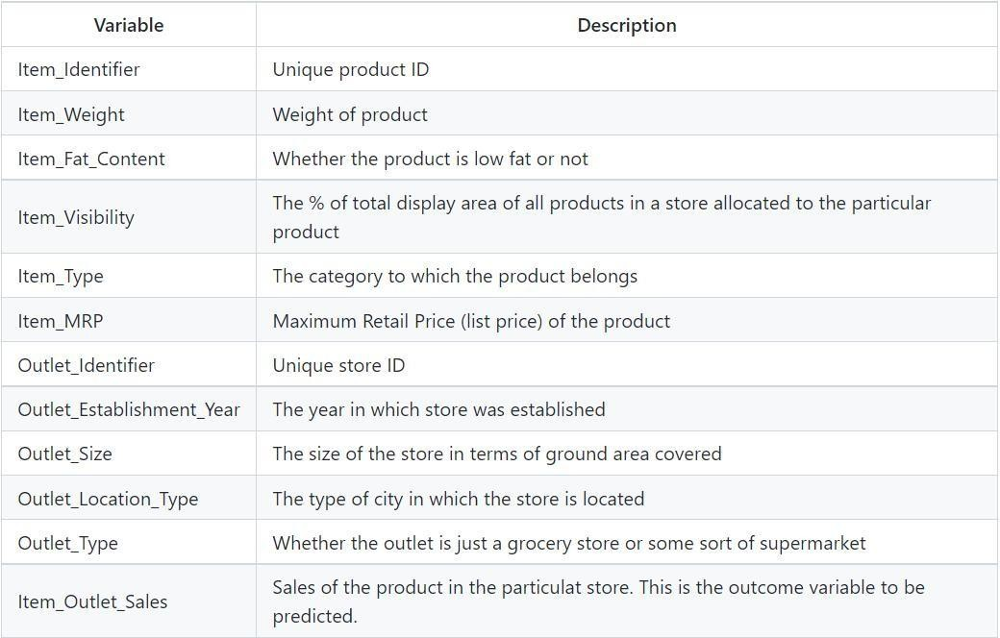 Variable Description
Item_Identifier Unique product ID
Item_Weight Weight of product
Item_Fat_Content Whether the product is low fat or not
Item_Visibility The % of total display area of all products in a store allocated to the particular
product
Item_Type The category to which the product belongs
Item_MRP Maximum Retail Price (list price) of the product
Outlet_Identifier Unique store ID
Outlet_Establishment_Year The year in which store was established
Outlet_Size The size of the store in terms of ground area covered
Outlet_Location_Type The type of city in which the store is located
Outlet_Type Whether the outlet is just a grocery store or some sort of supermarket
Item_Outlet_Sales Sales of the product in the particulat store. This is the outcome variable to be
predicted.